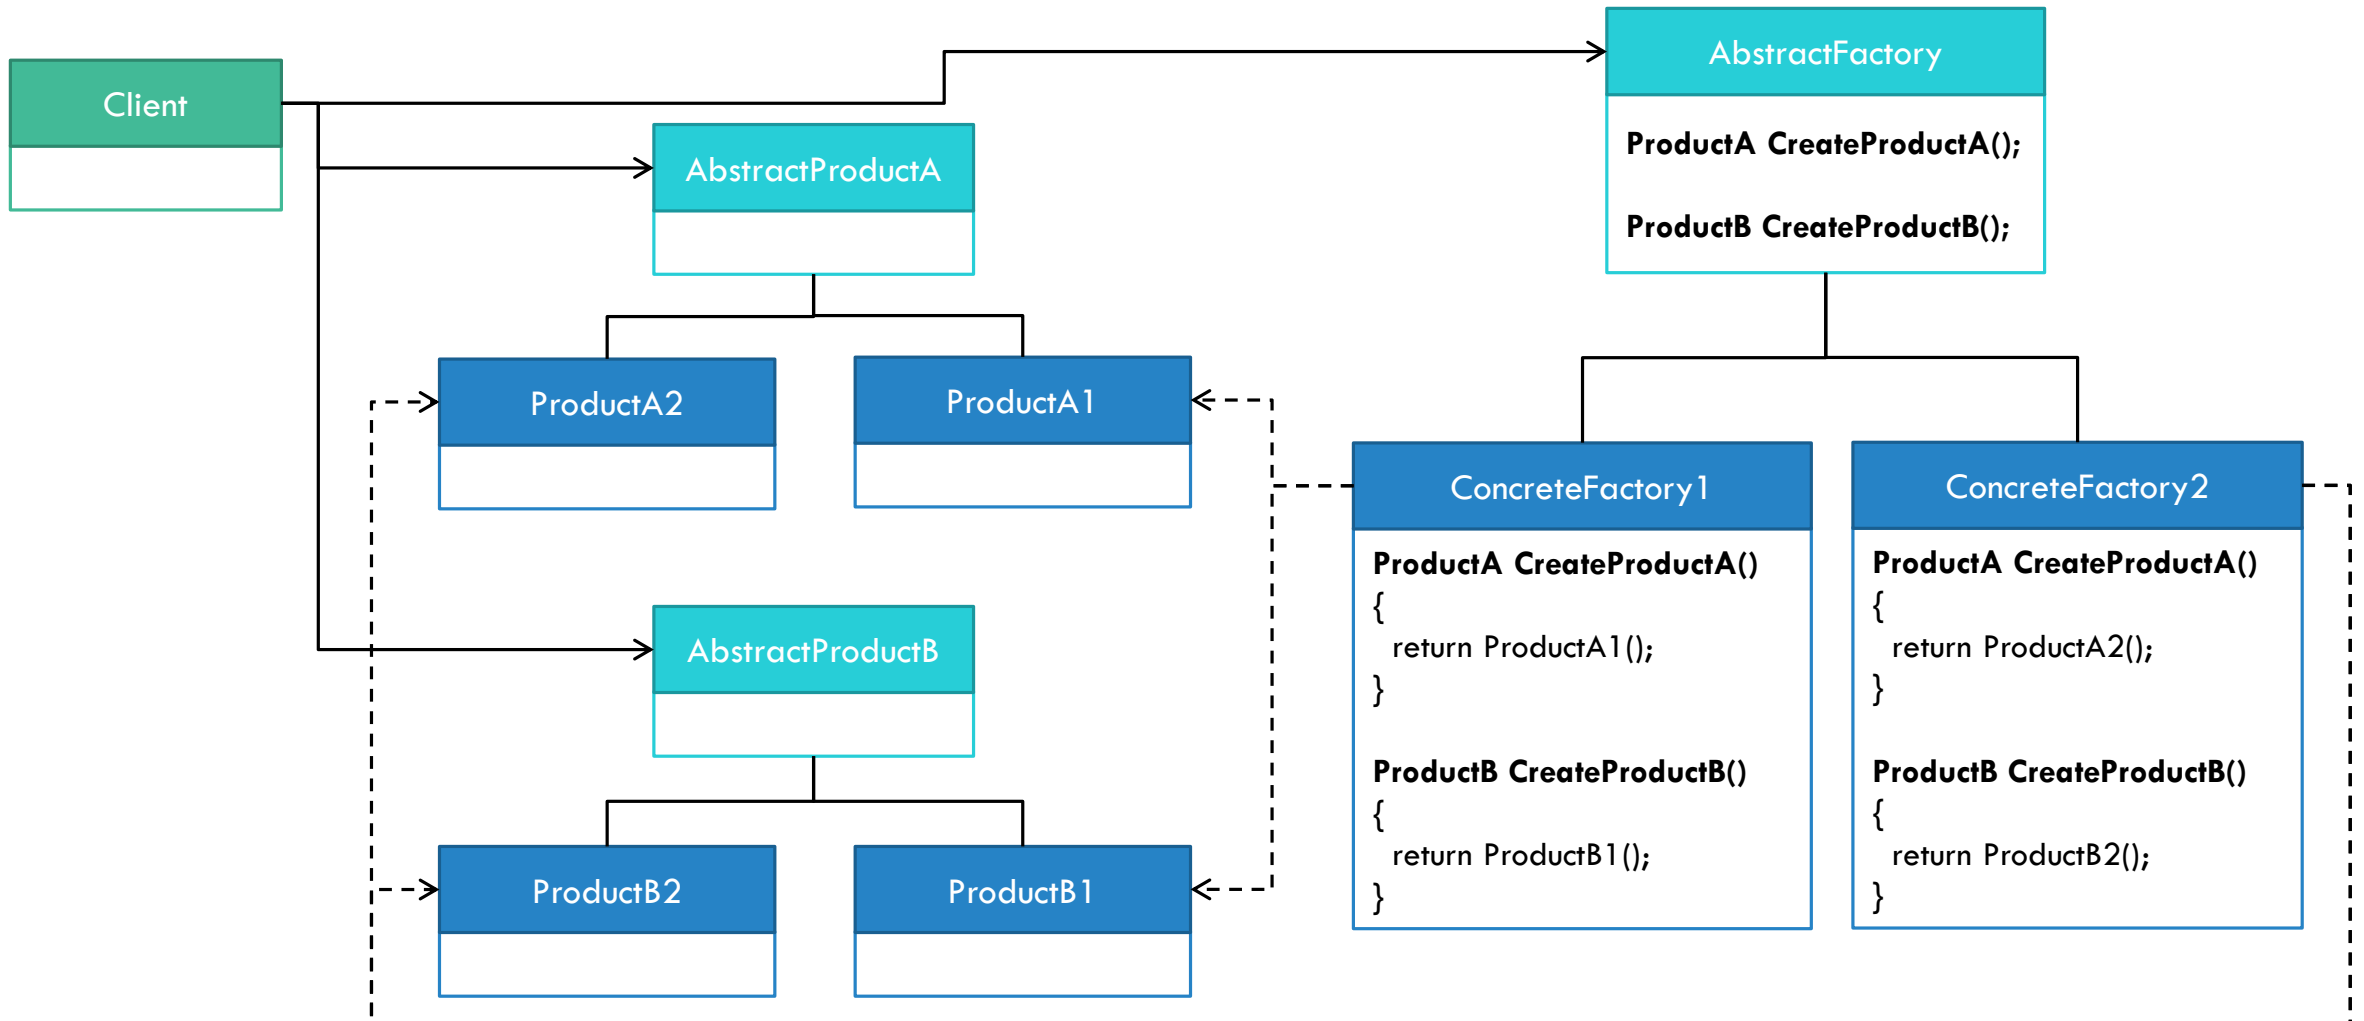 Client
AbstractFactory
ProductA CreateProductA();
ProductB CreateProductB();
AbstractProductA
ProductA2
ProductA1
AbstractProductB
ProductB2
ProductB1
ConcreteFactory1
ProductA CreateProductA()
{
return ProductA1();
}
ProductB CreateProductB()
{
return ProductB1();
}
ConcreteFactory2
ProductA CreateProductA()
{
return ProductA2();
}
ProductB CreateProductB()
{
return ProductB2();
}